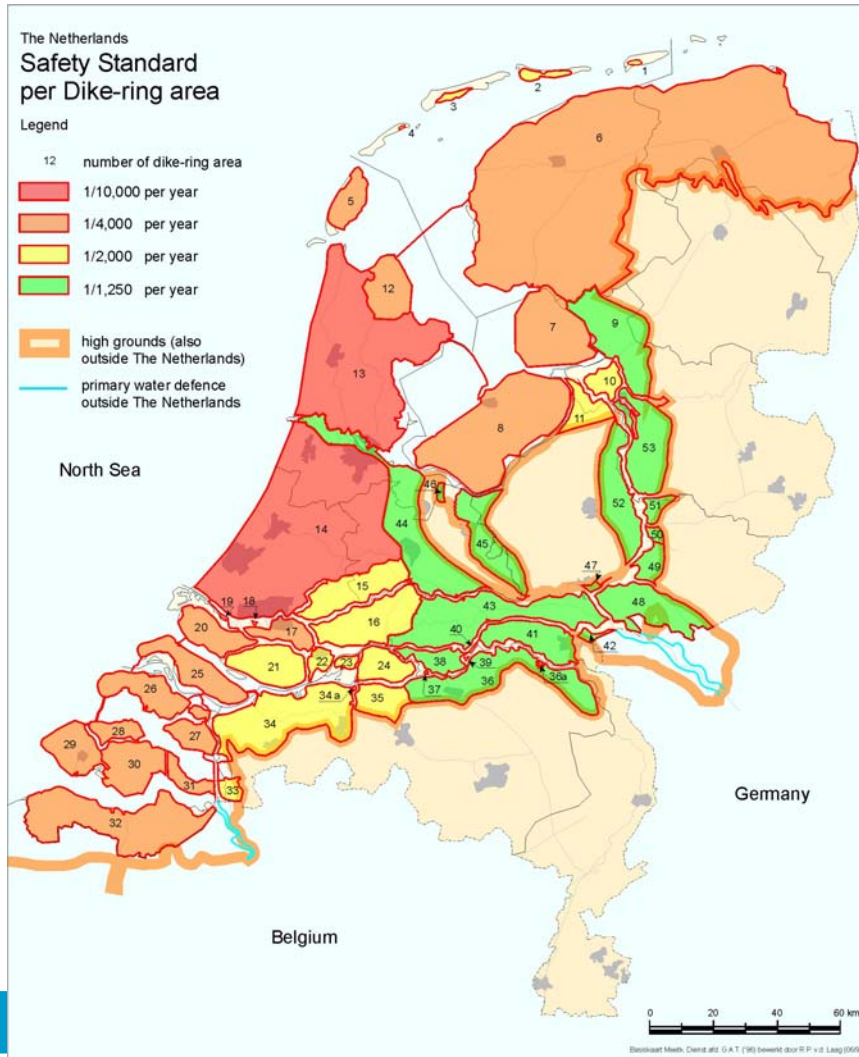 The Netherlands
Safety Standard
per Dike-ring area
Legend
12 number of dike-ring area
1/10,000 per year
1/4,000 per year
1/2,000 per year
1/1,250 per year
high grounds (also
outside The Netherlands)
primary water defence
outside The Netherlands
1
2
3
4
5
6
12
7
9
13
10
11
8
53
North Sea
46
52
51
14
44
50
45
47
49
15
19
18
43
48
20
17
16
40
41
42
21
22
23
24
38
39
25
36a
37
36
26
34a
35
34
28
27
29
30
31
33
32
Germany
Belgium
0 20 40 60 km